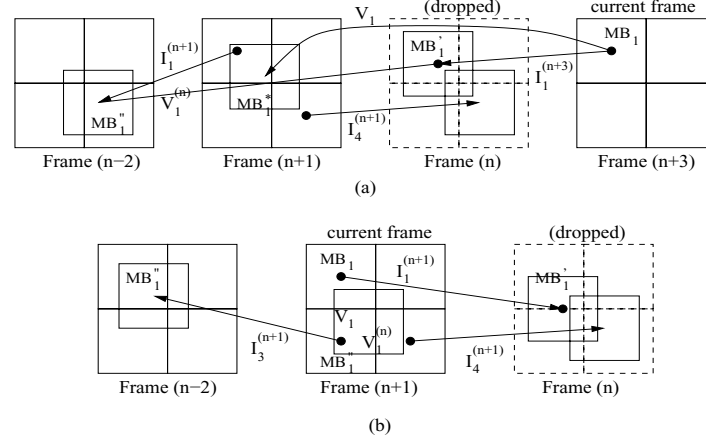 V₁ (dropped) current frame
I₁⁽ⁿ⁺¹⁾ MB₁' MB₁
I₁⁽ⁿ⁺³⁾
MB₁" V₁⁽ⁿ⁾ MB₁* I₄⁽ⁿ⁺¹⁾
Frame (n−2) Frame (n+1) Frame (n) Frame (n+3)
(a)
current frame (dropped)
MB₁" MB₁ I₁⁽ⁿ⁺¹⁾ MB₁'
V₁ V₁⁽ⁿ⁾
I₃⁽ⁿ⁺¹⁾ MB₁" I₄⁽ⁿ⁺¹⁾
Frame (n−2) Frame (n+1) Frame (n)
(b)